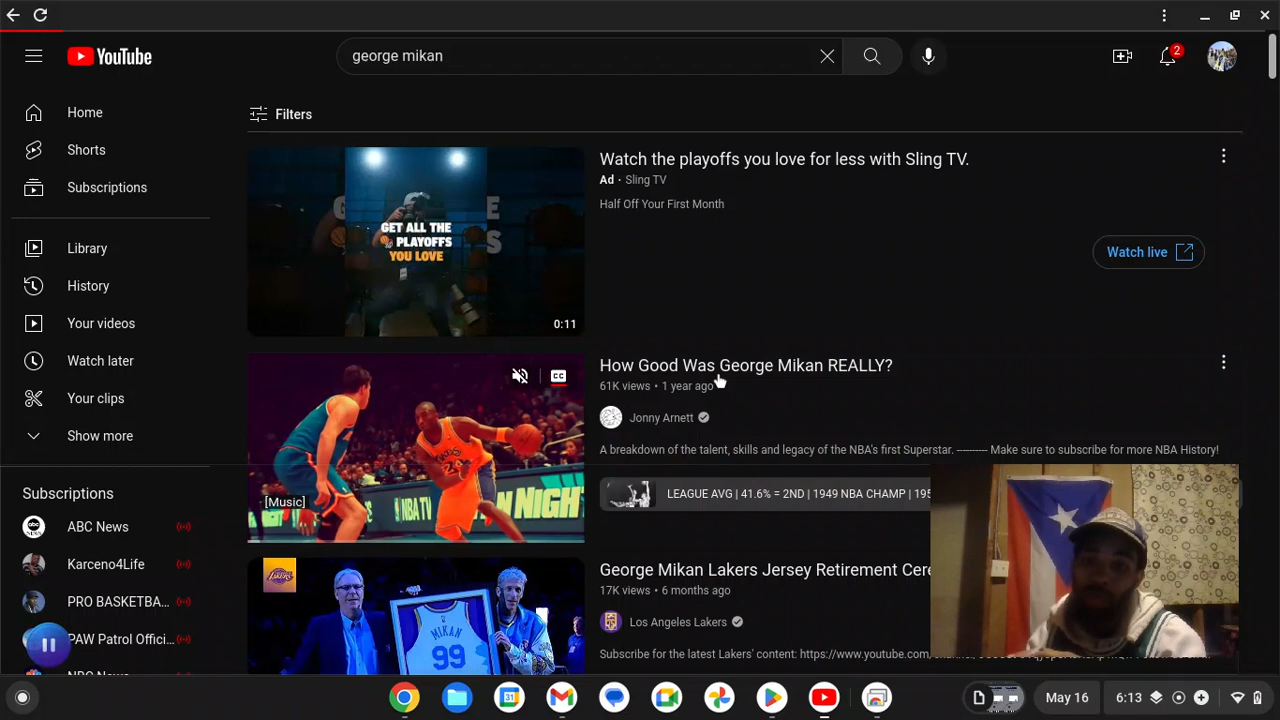 YouTube
george mikan
2
Home
Shorts
Subscriptions
Library
History
Your videos
Watch later
Your clips
Show more
Subscriptions
ABC News
Karceno4Life
PRO BASKETBA...
PAW Patrol Offici...
Filters
GET ALL THE
PLAYOFFS
YOU LOVE
0:11
Watch the playoffs you love for less with Sling TV.
Ad • Sling TV
Half Off Your First Month
Watch live
CC
NBA TV
[Music]
How Good Was George Mikan REALLY?
61K views • 1 year ago
Jonny Arnett
A breakdown of the talent, skills and legacy of the NBA's first Superstar. ---------- Make sure to subscribe for more NBA History!
LEAGUE AVG | 41.6% = 2ND | 1949 NBA CHAMP | 195
MIKAN
99
George Mikan Lakers Jersey Retirement Cere
17K views • 6 months ago
Los Angeles Lakers
Subscribe for the latest Lakers' content: https://www.youtube.com/
31
May 16
6:13